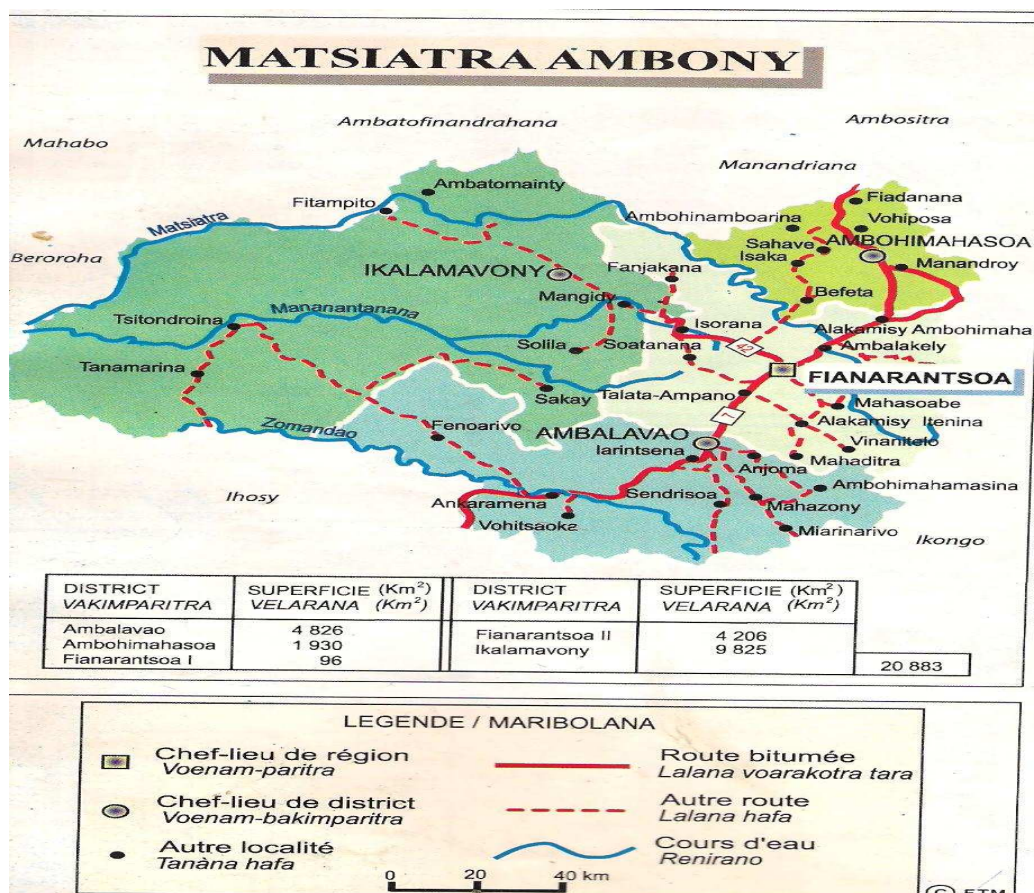 MATSIATRA AMBONY
Ambatofinandrahana
Ambositra
Mahabo
Manandriana
Ambatomainty
Fiadanana
Fitampito
Matsiatra
Ambohinamboarina
Vohiposa
Sahave
AMBOHIMAHASOA
Beroroha
Isaka
IKALAMAVONY
Fanjakana
Manandroy
Mangidy
Befeta
Mananantanana
Tsitondroina
Isorana
Alakamisy Ambohimaha
Solila
Soatanana
42
Ambalakely
Tanamarina
FIANARANTSOA
Sakay
Talata-Ampano
Mahasoabe
7
Alakamisy Itenina
Zomandao
Fenoarivo
AMBALAVAO
Vinanitelo
Iarintsena
Mahaditra
Anjoma
Ihosy
Ambohimahamasina
Ankaramena
Sendrisoa
Mahazony
Vohitsaoka
Miarinarivo
Ikongo
DISTRICT SUPERFICIE (Km²) DISTRICT SUPERFICIE (Km²)
VAKIMPARITRA VELARANA (Km²) VAKIMPARITRA VELARANA (Km²)
Ambalavao 4 826 Fianarantsoa II 4 206
Ambohimahasoa 1 930 Ikalamavony 9 825
Fianarantsoa I 96 20 883
LEGENDE / MARIBOLANA
Chef-lieu de région
Voenam-paritra
Route bitumée
Lalana voarakotra tara
Chef-lieu de district
Voenam-bakimparitra
Autre route
Lalana hafa
Autre localité
Tanàna hafa
Cours d'eau
Renirano
0 20 40 km
© FTM